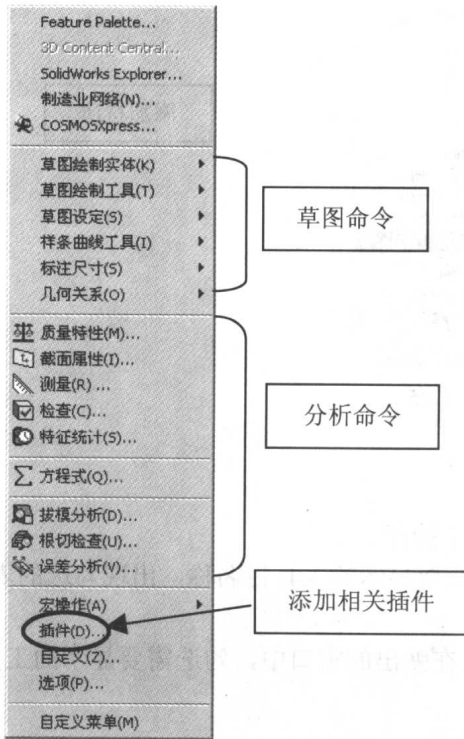 Feature Palette...
3D Content Central...
SolidWorks Explorer...
制造业网络(N)...
COSMOSXpress...
草图绘制实体(K)
草图绘制工具(T)
草图设定(S)
样条曲线工具(I)
标注尺寸(S)
几何关系(O)
草图命令
质量特性(M)...
截面属性(I)...
测量(R) ...
检查(C)...
特征统计(S)...
方程式(Q)...
拔模分析(D)...
根切检查(U)...
误差分析(V)...
分析命令
宏操作(A)
插件(D)...
添加相关插件
自定义(Z)...
选项(P)...
自定义菜单(M)